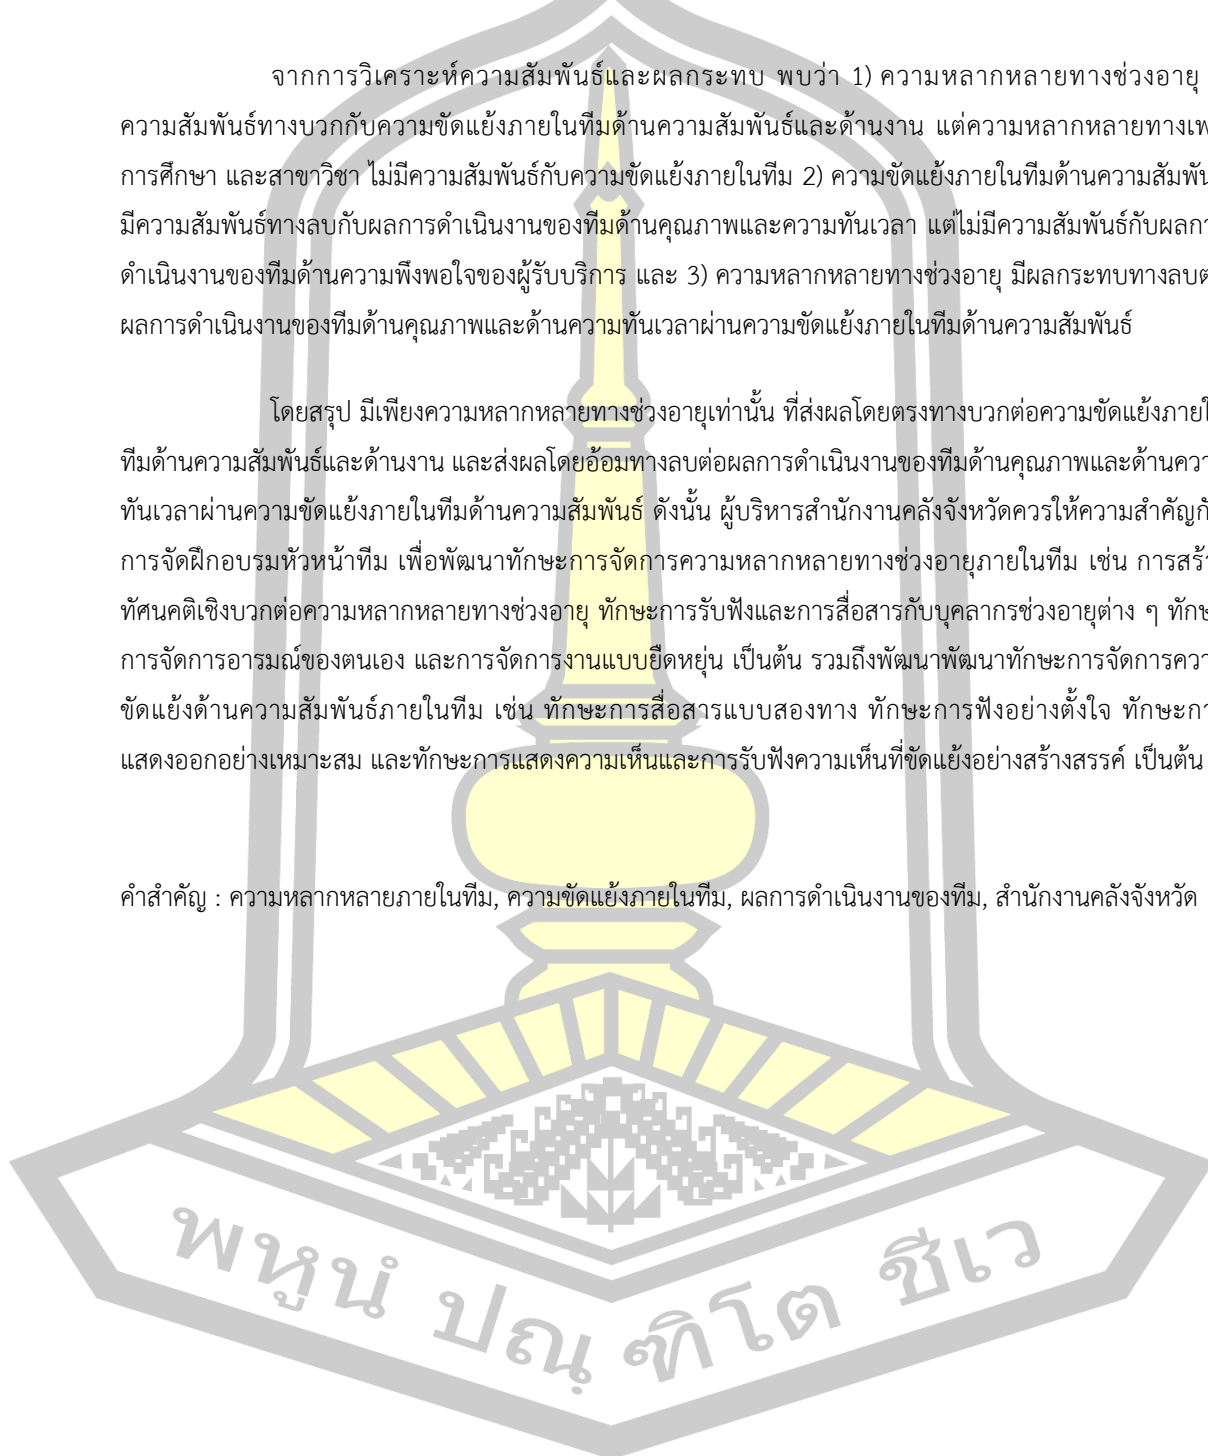 จากการวิเคราะห์ความสัมพันธ์และผลกระทบ พบว่า 1) ความหลากหลายทางช่วงอายุ
ความสัมพันธ์ทางบวกกับความขัดแย้งภายในทีมด้านความสัมพันธ์และด้านงาน แต่ความหลากหลายทาง
การศึกษา และสาขาวิชา ไม่มีความสัมพันธ์กับความขัดแย้งภายในทีม 2) ความขัดแย้งภายในทีมด้าน
มีความสัมพันธ์ทางลบกับผลการดำเนินงานของทีมด้านคุณภาพและความทันเวลา แต่ไม่มีความสัมพันธ์กับ
ดำเนินงานของทีมด้านความพึงพอใจของผู้รับบริการ และ 3) ความหลากหลายทางช่วงอายุ มีผลกระทบทางลบ
ผลการดำเนินงานของทีมด้านคุณภาพและด้านความทันเวลาผ่านความขัดแย้งภายในทีมด้านความสัมพันธ์
โดยสรุป มีเพียงความหลากหลายทางช่วงอายุเท่านั้น ที่ส่งผลโดยตรงทางบวกต่อความขัดแย้ง
ทีมด้านความสัมพันธ์และด้านงาน และส่งผลโดยอ้อมทางลบต่อผลการดำเนินงานของทีมด้านคุณภาพและด้าน
ทันเวลาผ่านความขัดแย้งภายในทีมด้านความสัมพันธ์ ดังนั้น ผู้บริหารสำนักงานคลังจังหวัดควรให้ความสำคัญ
การจัดฝึกอบรมหัวหน้าทีม เพื่อพัฒนาทักษะการจัดการความหลากหลายทางช่วงอายุภายในทีม เช่น การ
ทัศนคติเชิงบวกต่อความหลากหลายทางช่วงอายุ ทักษะการรับฟังและการสื่อสารกับบุคลากรช่วงอายุต่าง ๆ
การจัดการอารมณ์ของตนเอง และการจัดการงานแบบยืดหยุ่น เป็นต้น รวมถึงพัฒนาพัฒนาทักษะการจัดการ
ขัดแย้งด้านความสัมพันธ์ภายในทีม เช่น ทักษะการสื่อสารแบบสองทาง ทักษะการฟังอย่างตั้งใจ ทักษะ
แสดงออกอย่างเหมาะสม และทักษะการแสดงความเห็นและการรับฟังความเห็นที่ขัดแย้งอย่างสร้างสรรค์ เป็นต้น
คำสำคัญ : ความหลากหลายภายในทีม, ความขัดแย้งภายในทีม, ผลการดำเนินงานของทีม, สำนักงานคลังจังหวัด
พหูนํ ปณฺฑิโต ชีเว